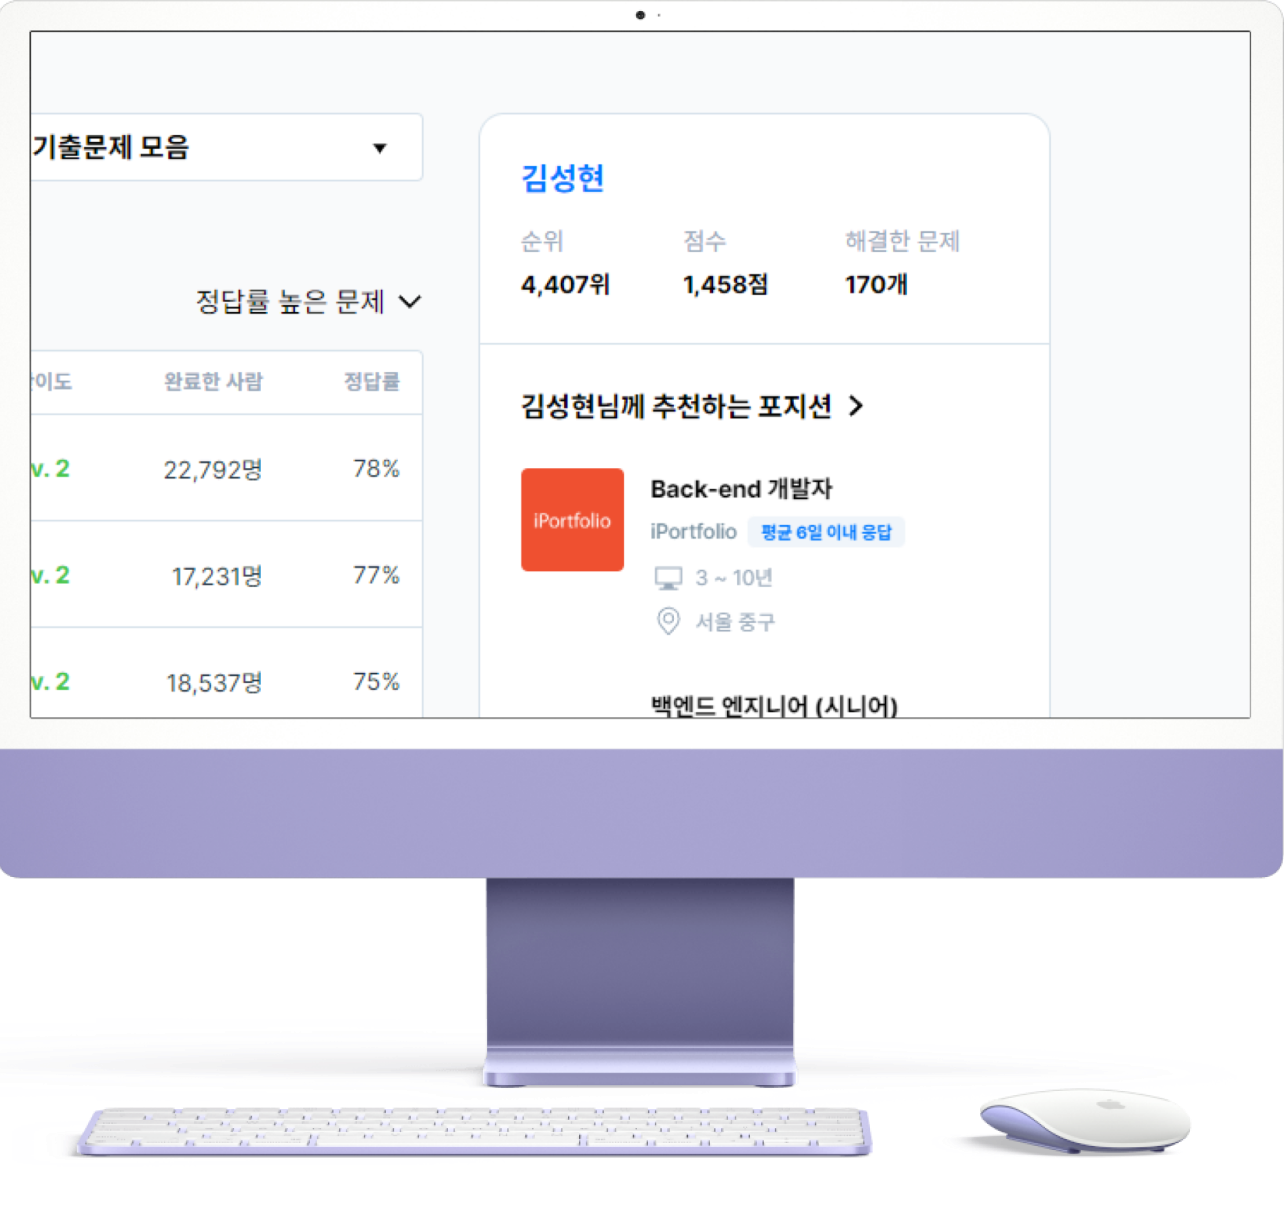 기출문제 모음
정답률 높은 문제
이도 완료한 사람 정답률
v. 2 22,792명 78%
v. 2 17,231명 77%
v. 2 18,537명 75%
김성현
순위 점수 해결한 문제
4,407위 1,458점 170개
김성현님께 추천하는 포지션
iPortfolio
Back-end 개발자
iPortfolio 평균 6일 이내 응답
3 ~ 10년
서울 중구
백엔드 엔지니어 (시니어)